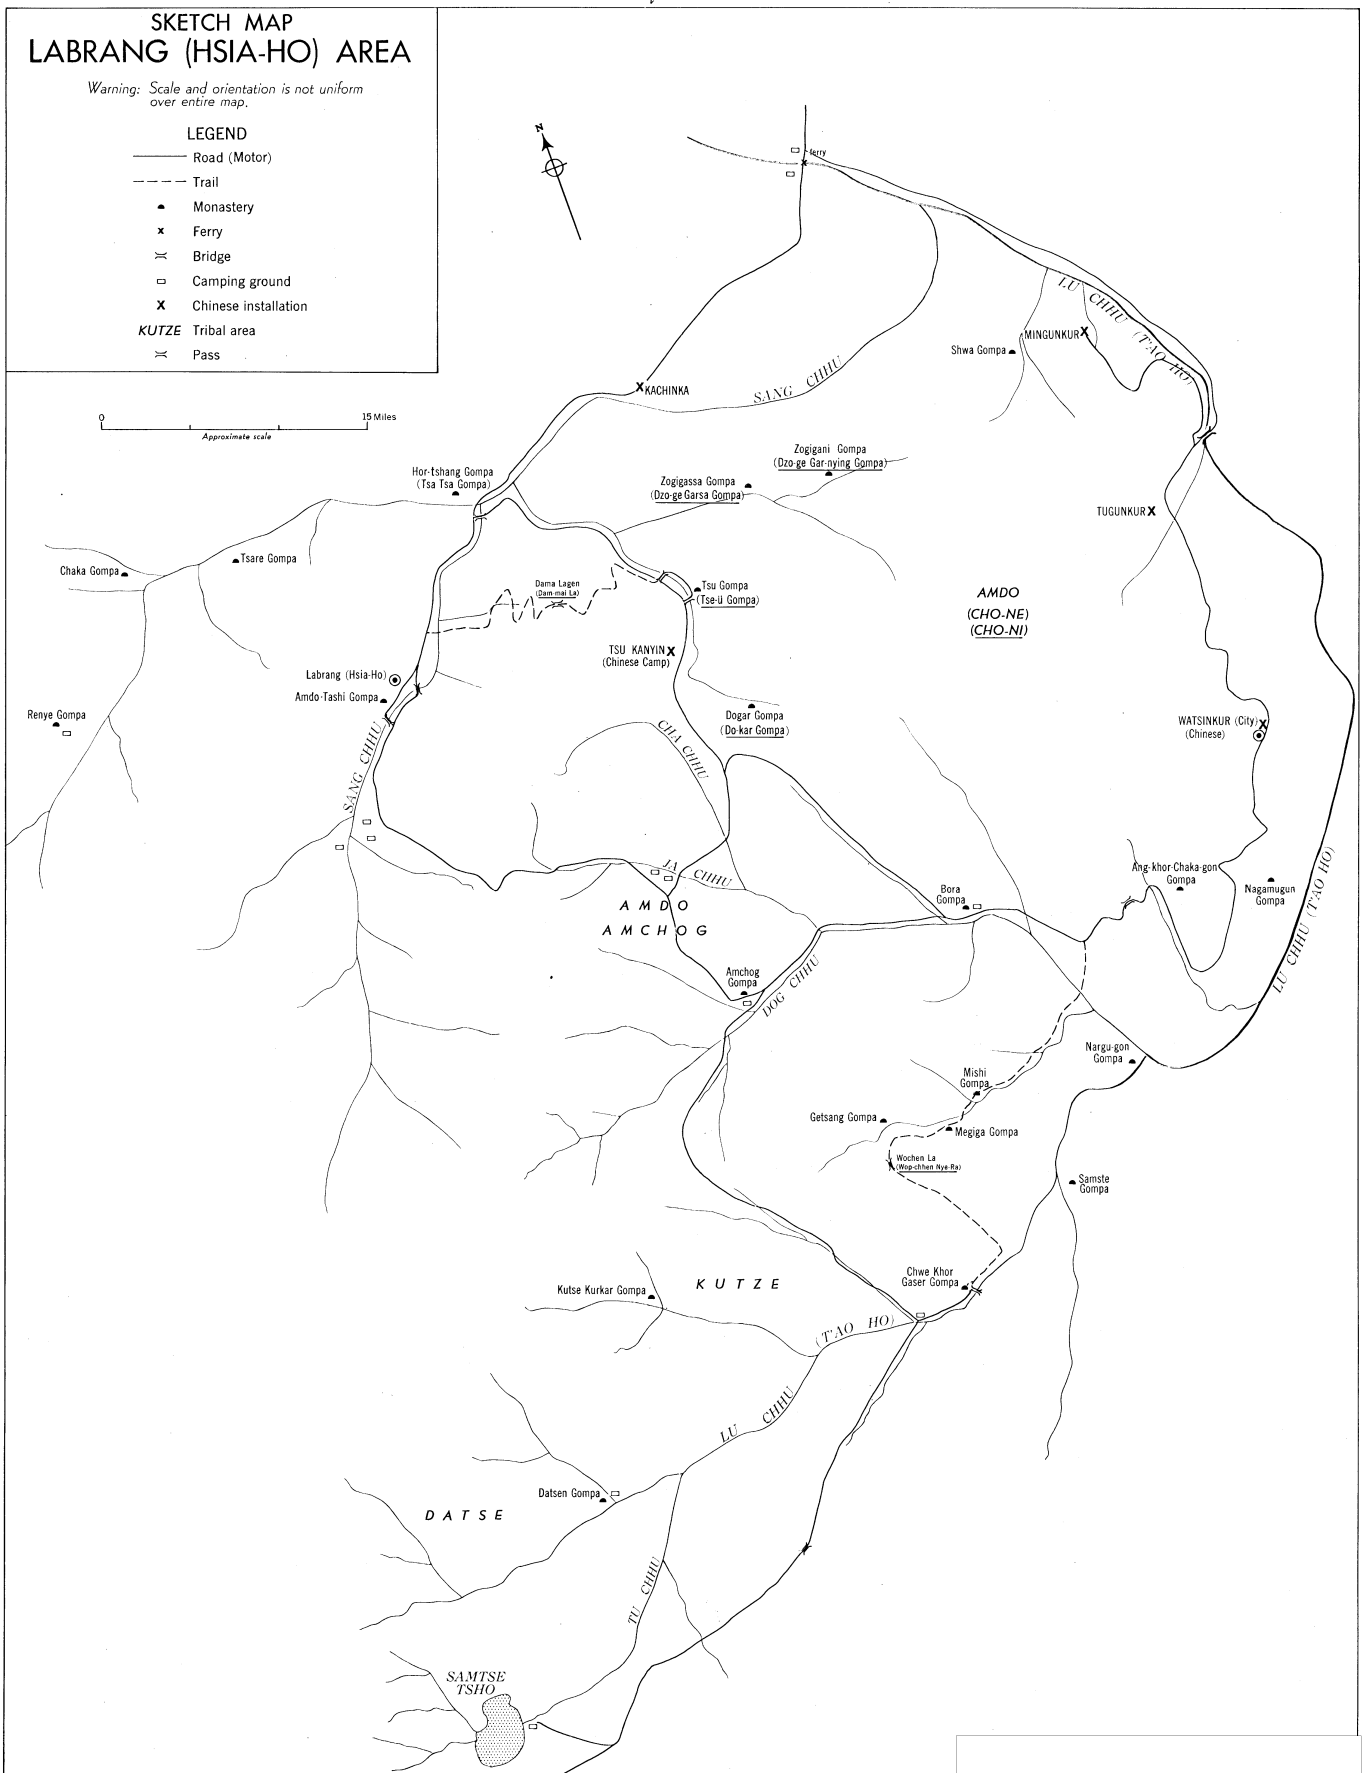 SKETCH MAP
LABRANG (HSIA-HO) AREA
Warning: Scale and orientation is not uniform
over entire map.
LEGEND
Road (Motor)
Trail
Monastery
x Ferry
Bridge
Camping ground
X Chinese installation
KUTZE Tribal area
Pass
0 15 Miles
Approximate scale
N
ferry
LU CHHU (T'AO HO)
MINGUNKUR X
Shwa Gompa
X KACHINKA
SANG CHHU
Hor-tshang Gompa
(Tsa Tsa Gompa)
Zogigani Gompa
(Dzo-ge Gar-nying Gompa)
Zogigassa Gompa
(Dzo-ge Garsa Gompa)
TUGUNKUR X
Tsare Gompa
Chaka Gompa
Dama Lagen
(Dam-mai La)
Tsu Gompa
(Tse-ü Gompa)
AMDO
(CHO-NE)
(CHO-NI)
TSU KANYIN X
(Chinese Camp)
Labrang (Hsia-Ho)
Amdo-Tashi Gompa
Renye Gompa
Dogar Gompa
(Do-kar Gompa)
WATSINKUR (City) X
(Chinese)
SANG CHHU
CHA CHHU
JA CHHU
AMDO
AMCHOG
Bora
Gompa
Ang-khor-Chaka-gon
Gompa
Nagamugun
Gompa
LU CHHU (T'AO HO)
Amchog
Gompa
DOG CHHU
Nargu-gon
Gompa
Mishi
Gompa
Getsang Gompa
Megiga Gompa
Wochen La
(Wop-chhen Nye-Ra)
Samste
Gompa
Chwe Khor
Gaser Gompa
KUTZE
Kutse Kurkar Gompa
(T'AO HO)
LU CHHU
Datsen Gompa
DATSE
TU CHHU
SAMTSE
TSHO